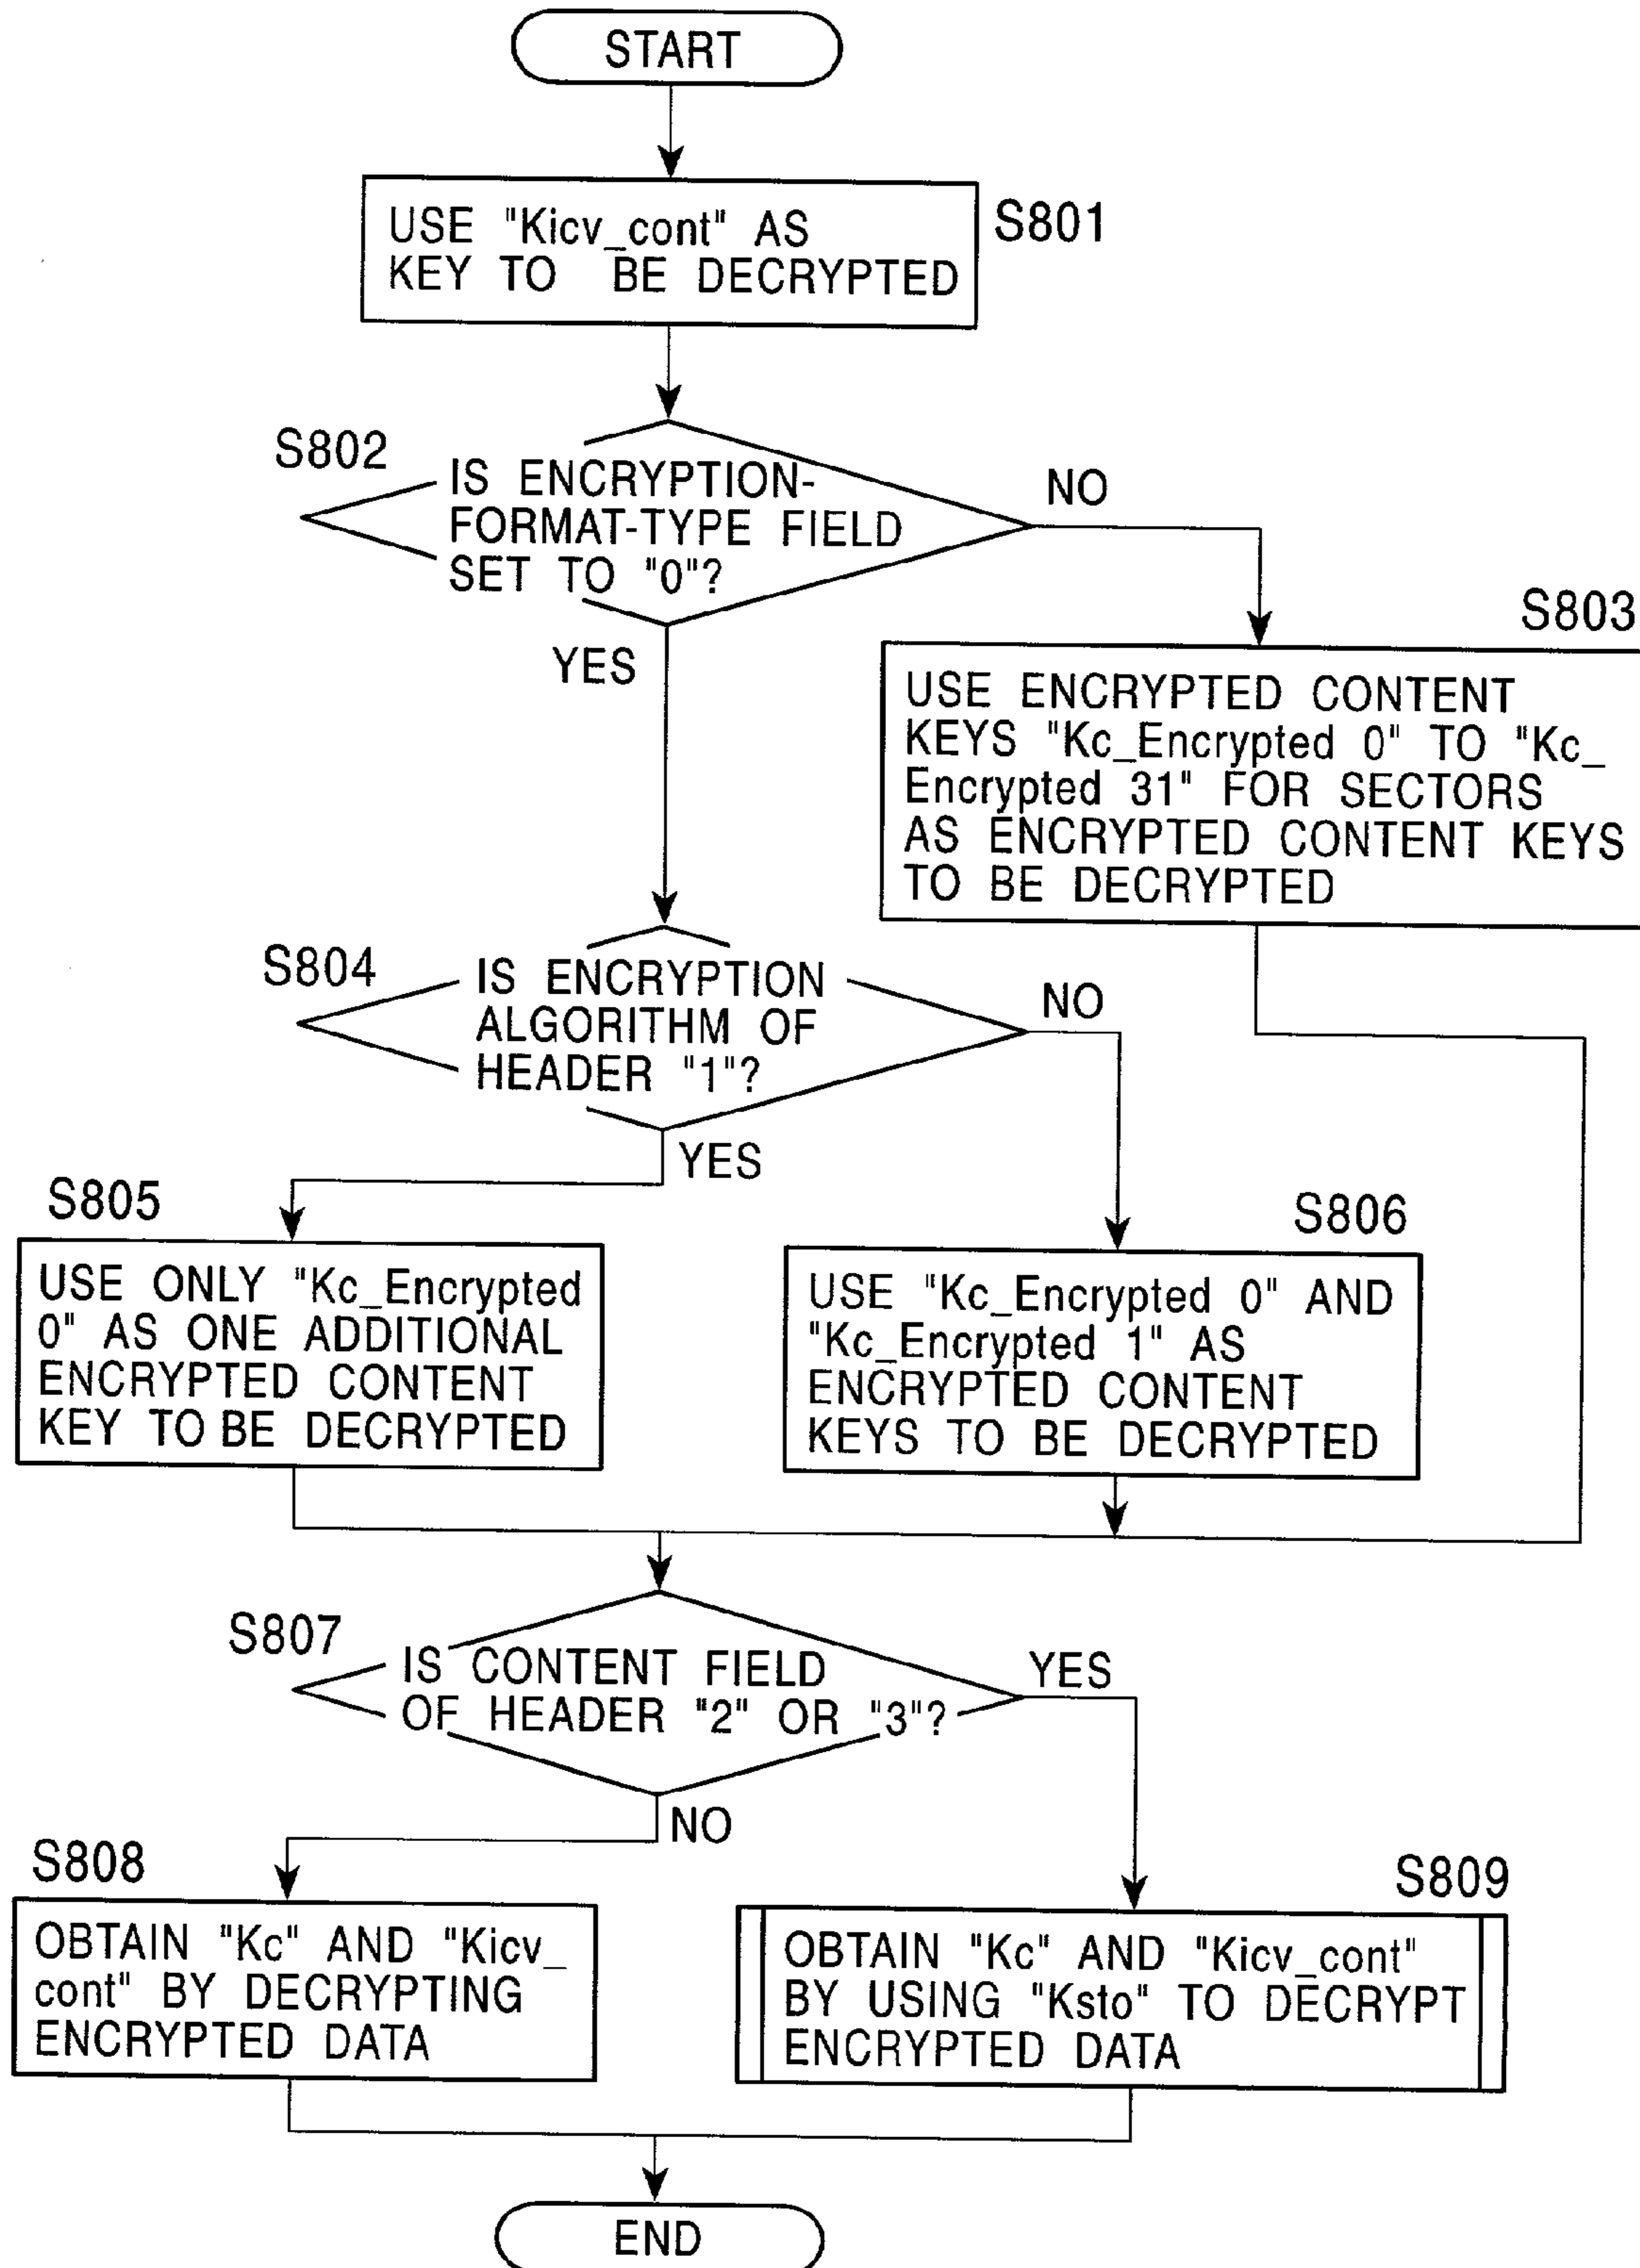 START
USE "Kicv_cont" AS
KEY TO BE DECRYPTED
S801
S802
IS ENCRYPTION-
FORMAT-TYPE FIELD
SET TO "0"?
NO
YES
S803
USE ENCRYPTED CONTENT
KEYS "Kc_Encrypted 0" TO "Kc_
Encrypted 31" FOR SECTORS
AS ENCRYPTED CONTENT KEYS
TO BE DECRYPTED
S804
IS ENCRYPTION
ALGORITHM OF
HEADER "1"?
NO
YES
S805
USE ONLY "Kc_Encrypted
0" AS ONE ADDITIONAL
ENCRYPTED CONTENT
KEY TO BE DECRYPTED
S806
USE "Kc_Encrypted 0" AND
"Kc_Encrypted 1" AS
ENCRYPTED CONTENT
KEYS TO BE DECRYPTED
S807
IS CONTENT FIELD
OF HEADER "2" OR "3"?
YES
NO
S808
OBTAIN "Kc" AND "Kicv_
cont" BY DECRYPTING
ENCRYPTED DATA
S809
OBTAIN "Kc" AND "Kicv_cont"
BY USING "Ksto" TO DECRYPT
ENCRYPTED DATA
END